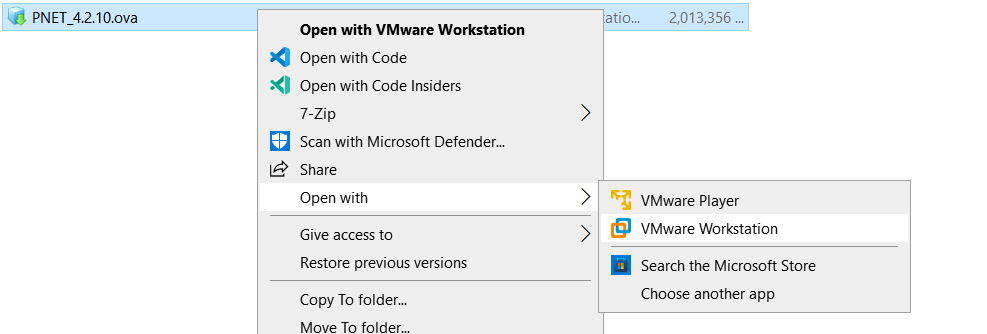 PNET_4.2.10.ova
tatio... 2,013,356 ...
Open with VMware Workstation
Open with Code
Open with Code Insiders
7-Zip
Scan with Microsoft Defender...
Share
Open with
Give access to
Restore previous versions
Copy To folder...
Move To folder...
VMware Player
VMware Workstation
Search the Microsoft Store
Choose another app